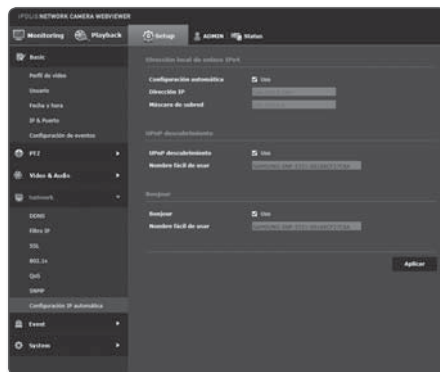 iPOLiS NETWORK CAMERA WEBVIEWER
Monitoring
Playback
Setup
ADMIN
Status
Basic
Perfil de vídeo
Usuario
Fecha y hora
IP & Puerto
Configuración de eventos
PTZ
Video & Audio
Network
DDNS
Filtro IP
SSL
802.1x
QoS
SNMP
Configuración IP automática
Event
System
Dirección local de enlace IPv4
Configuración automática
Uso
Dirección IP
Máscara de subred
UPnP descubrimiento
UPnP descubrimiento
Uso
Nombre fácil de usar
Bonjour
Bonjour
Uso
Nombre fácil de usar
Aplicar